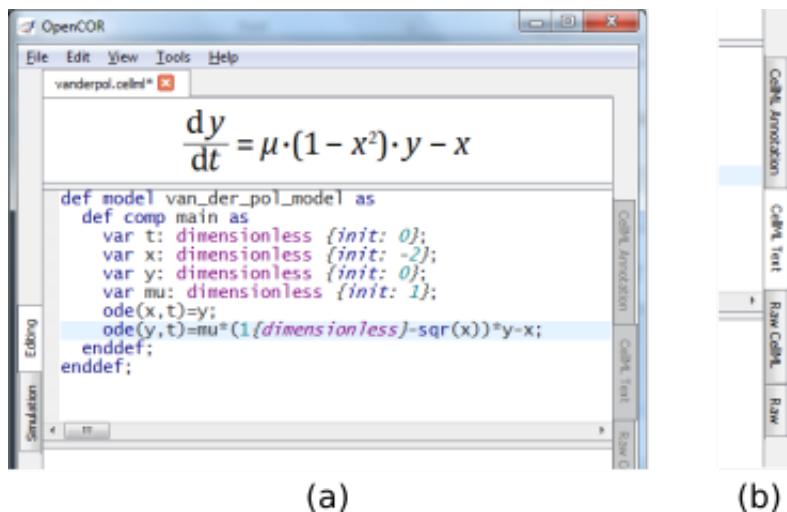 OpenCOR
File Edit View Tools Help
vanderpol.cellml*
dy/dt = μ·(1 − x²)·y − x
def model van_der_pol_model as
def comp main as
var t: dimensionless {init: 0};
var x: dimensionless {init: -2};
var y: dimensionless {init: 0};
var mu: dimensionless {init: 1};
ode(x,t)=y;
ode(y,t)=mu*(1{dimensionless}-sqr(x))*y-x;
enddef;
enddef;
Editing
Simulation
CellML Annotation
CellML Text
Raw C
(a)
CellML Annotation
CellML Text
Raw CellML
Raw
(b)